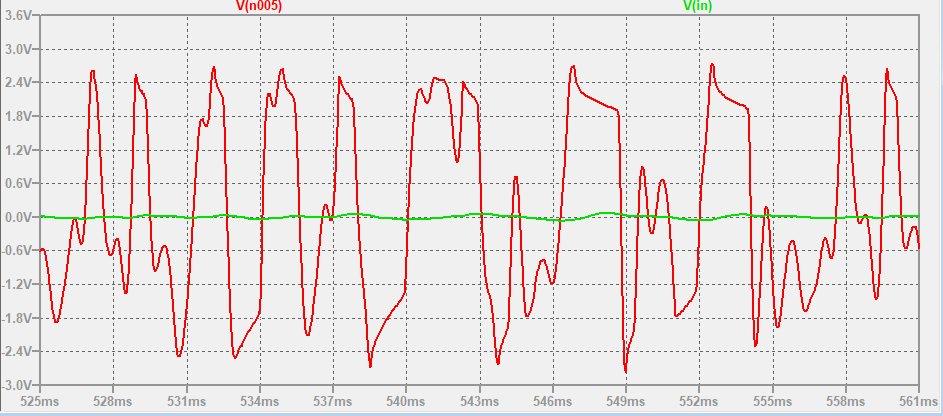 V(n005) V(in)
3.6V
3.0V
2.4V
1.8V
1.2V
0.6V
0.0V
-0.6V
-1.2V
-1.8V
-2.4V
-3.0V
525ms 528ms 531ms 534ms 537ms 540ms 543ms 546ms 549ms 552ms 555ms 558ms 561ms